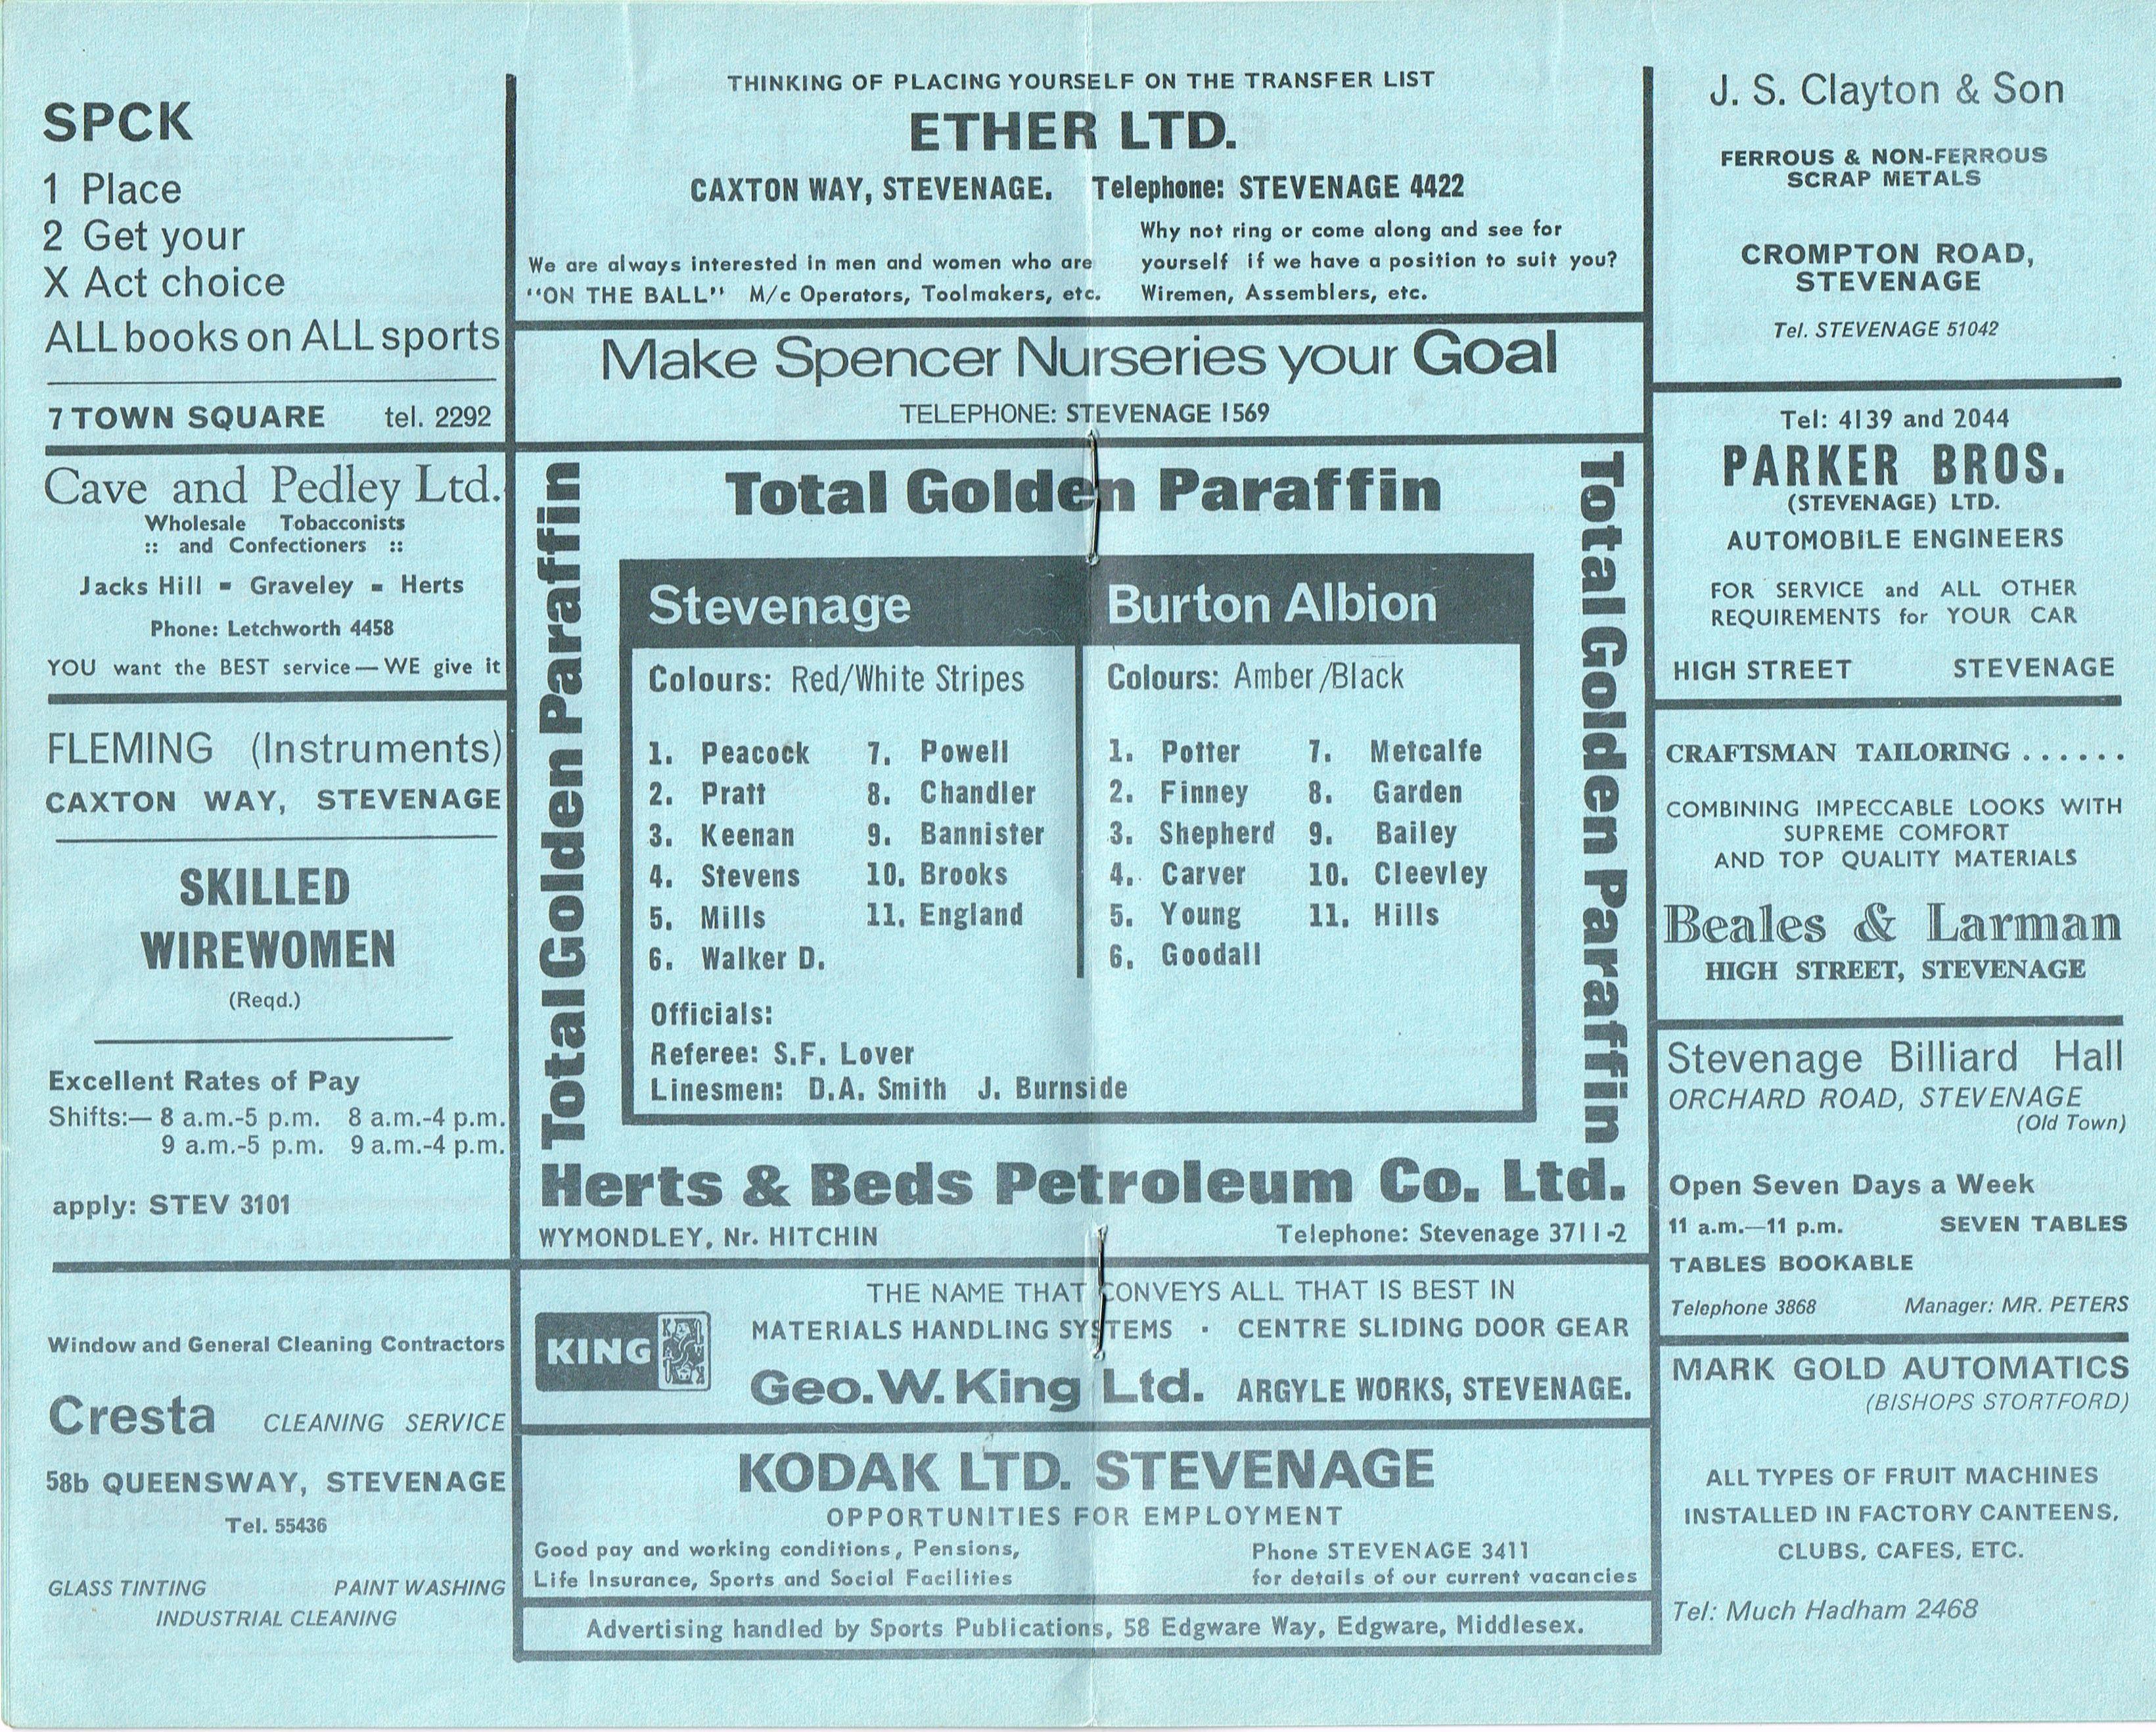 SPCK
1 Place
2 Get your
X Act choice
ALL books on ALL sports
7 TOWN SQUARE tel. 2292
Cave and Pedley Ltd.
Wholesale Tobacconists
:: and Confectioners ::
Jacks Hill - Graveley - Herts
Phone: Letchworth 4458
YOU want the BEST service — WE give it
FLEMING (Instruments)
CAXTON WAY, STEVENAGE
SKILLED
WIREWOMEN
(Reqd.)
Excellent Rates of Pay
Shifts:— 8 a.m.-5 p.m. 8 a.m.-4 p.m.
9 a.m.-5 p.m. 9 a.m.-4 p.m.
apply: STEV 3101
Window and General Cleaning Contractors
Cresta CLEANING SERVICE
58b QUEENSWAY, STEVENAGE
Tel. 55436
GLASS TINTING PAINT WASHING
INDUSTRIAL CLEANING
THINKING OF PLACING YOURSELF ON THE TRANSFER LIST
ETHER LTD.
CAXTON WAY, STEVENAGE. Telephone: STEVENAGE 4422
We are always interested in men and women who are
"ON THE BALL" M/c Operators, Toolmakers, etc.
Why not ring or come along and see for
yourself if we have a position to suit you?
Wiremen, Assemblers, etc.
Make Spencer Nurseries your Goal
TELEPHONE: STEVENAGE 1569
Total Golden Paraffin
Total Golden Paraffin
Total Golden Paraffin
Stevenage
Colours: Red/White Stripes
1. Peacock 7. Powell
2. Pratt 8. Chandler
3. Keenan 9. Bannister
4. Stevens 10. Brooks
5. Mills 11. England
6. Walker D.
Burton Albion
Colours: Amber/Black
1. Potter 7. Metcalfe
2. Finney 8. Garden
3. Shepherd 9. Bailey
4. Carver 10. Cleevley
5. Young 11. Hills
6. Goodall
Officials:
Referee: S.F. Lover
Linesmen: D.A. Smith J. Burnside
Herts & Beds Petroleum Co. Ltd.
WYMONDLEY, Nr. HITCHIN Telephone: Stevenage 3711-2
KING
THE NAME THAT CONVEYS ALL THAT IS BEST IN
MATERIALS HANDLING SYSTEMS · CENTRE SLIDING DOOR GEAR
Geo. W. King Ltd. ARGYLE WORKS, STEVENAGE.
KODAK LTD. STEVENAGE
OPPORTUNITIES FOR EMPLOYMENT
Good pay and working conditions, Pensions,
Life Insurance, Sports and Social Facilities
Phone STEVENAGE 3411
for details of our current vacancies
Advertising handled by Sports Publications, 58 Edgware Way, Edgware, Middlesex.
J. S. Clayton & Son
FERROUS & NON-FERROUS
SCRAP METALS
CROMPTON ROAD,
STEVENAGE
Tel. STEVENAGE 51042
Tel: 4139 and 2044
PARKER BROS.
(STEVENAGE) LTD.
AUTOMOBILE ENGINEERS
FOR SERVICE and ALL OTHER
REQUIREMENTS for YOUR CAR
HIGH STREET STEVENAGE
CRAFTSMAN TAILORING . . . . . .
COMBINING IMPECCABLE LOOKS WITH
SUPREME COMFORT
AND TOP QUALITY MATERIALS
Beales & Larman
HIGH STREET, STEVENAGE
Stevenage Billiard Hall
ORCHARD ROAD, STEVENAGE
(Old Town)
Open Seven Days a Week
11 a.m.—11 p.m. SEVEN TABLES
TABLES BOOKABLE
Telephone 3868 Manager: MR. PETERS
MARK GOLD AUTOMATICS
(BISHOPS STORTFORD)
ALL TYPES OF FRUIT MACHINES
INSTALLED IN FACTORY CANTEENS,
CLUBS, CAFES, ETC.
Tel: Much Hadham 2468